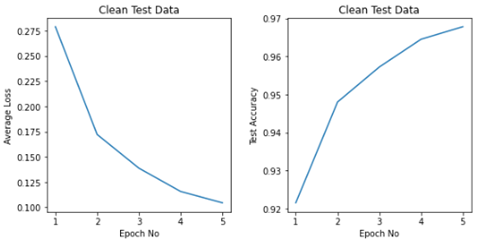 Clean Test Data
Average Loss
0.275
0.250
0.225
0.200
0.175
0.150
0.125
0.100
1 2 3 4 5
Epoch No
Clean Test Data
Test Accuracy
0.97
0.96
0.95
0.94
0.93
0.92
1 2 3 4 5
Epoch No